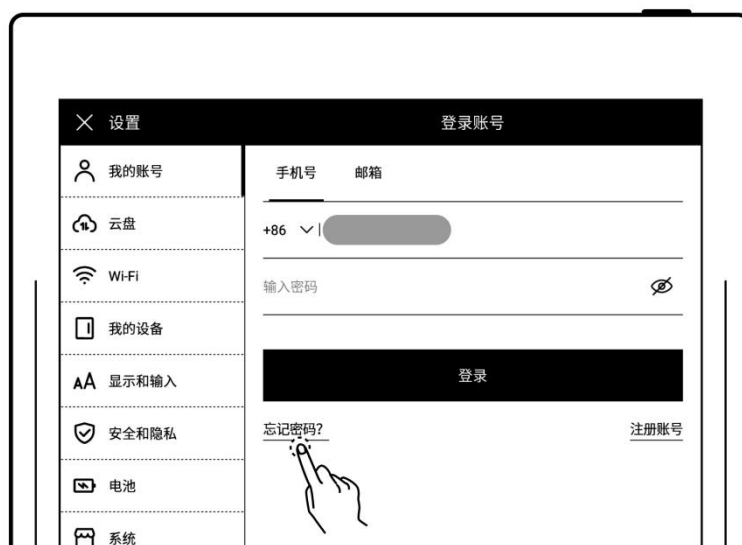 设置
登录账号
我的账号
云盘
Wi-Fi
我的设备
显示和输入
安全和隐私
电池
系统
手机号 邮箱
+86
输入密码
登录
忘记密码?
注册账号